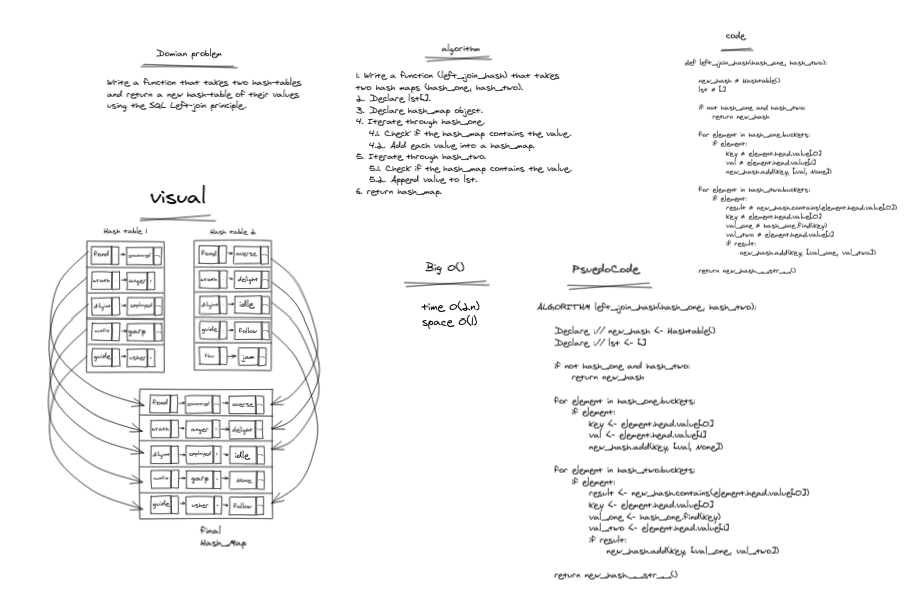 Domian problem
Write a function that takes two hash-tables
and return a new hash-table of their values
using the SQL Left-join principle.
algorithm
1. Write a function (left_join_hash) that takes
two hash maps (hash_one, hash_two).
2. Declare lst[].
3. Declare hash_map object.
4. Iterate through hash_one.
4.1. Check if the hash_map contains the value.
4.2. Add each value into a hash_map.
5. Iterate through hash_two.
5.1. Check if the hash_map contains the value.
5.2. Append value to lst.
6. return hash_map.
code
def left_join_hash(hash_one, hash_two):
new_hash = Hashtable()
lst = []
if not hash_one and hash_two:
return new_hash
for element in hash_one.buckets:
if element:
key = element.head.value[0]
val = element.head.value[1]
new_hash.add(key, [val, None])
for element in hash_two.buckets:
if element:
result = new_hash.contains(element.head.value[0])
key = element.head.value[0]
val_one = hash_one.find(key)
val_two = element.head.value[1]
if result:
new_hash.add(key, [val_one, val_two])
return new_hash.__str__()
visual
Hash table 1
fond
wrath anger
diligent employed
garp
guide usher
Hash table 2
fond averse
wrath delight
diligent idle
guide follow
flow jam
fond averse
wrath anger delight
diligent employed idle
garp None
guide usher follow
final
Hash_Map
Big O()
time O(2n)
space O(1)
PsuedoCode
ALGORITHM left_join_hash(hash_one, hash_two):
Declare // new_hash <- Hashtable()
Declare // lst <- []
if not hash_one and hash_two:
return new_hash
for element in hash_one.buckets:
if element:
key <- element.head.value[0]
val <- element.head.value[1]
new_hash.add(key, [val, None])
for element in hash_two.buckets:
if element:
result <- new_hash.contains(element.head.value[0])
key <- element.head.value[0]
val_one <- hash_one.find(key)
val_two <- element.head.value[1]
if result:
new_hash.add(key, [val_one, val_two])
return new_hash.__str__()